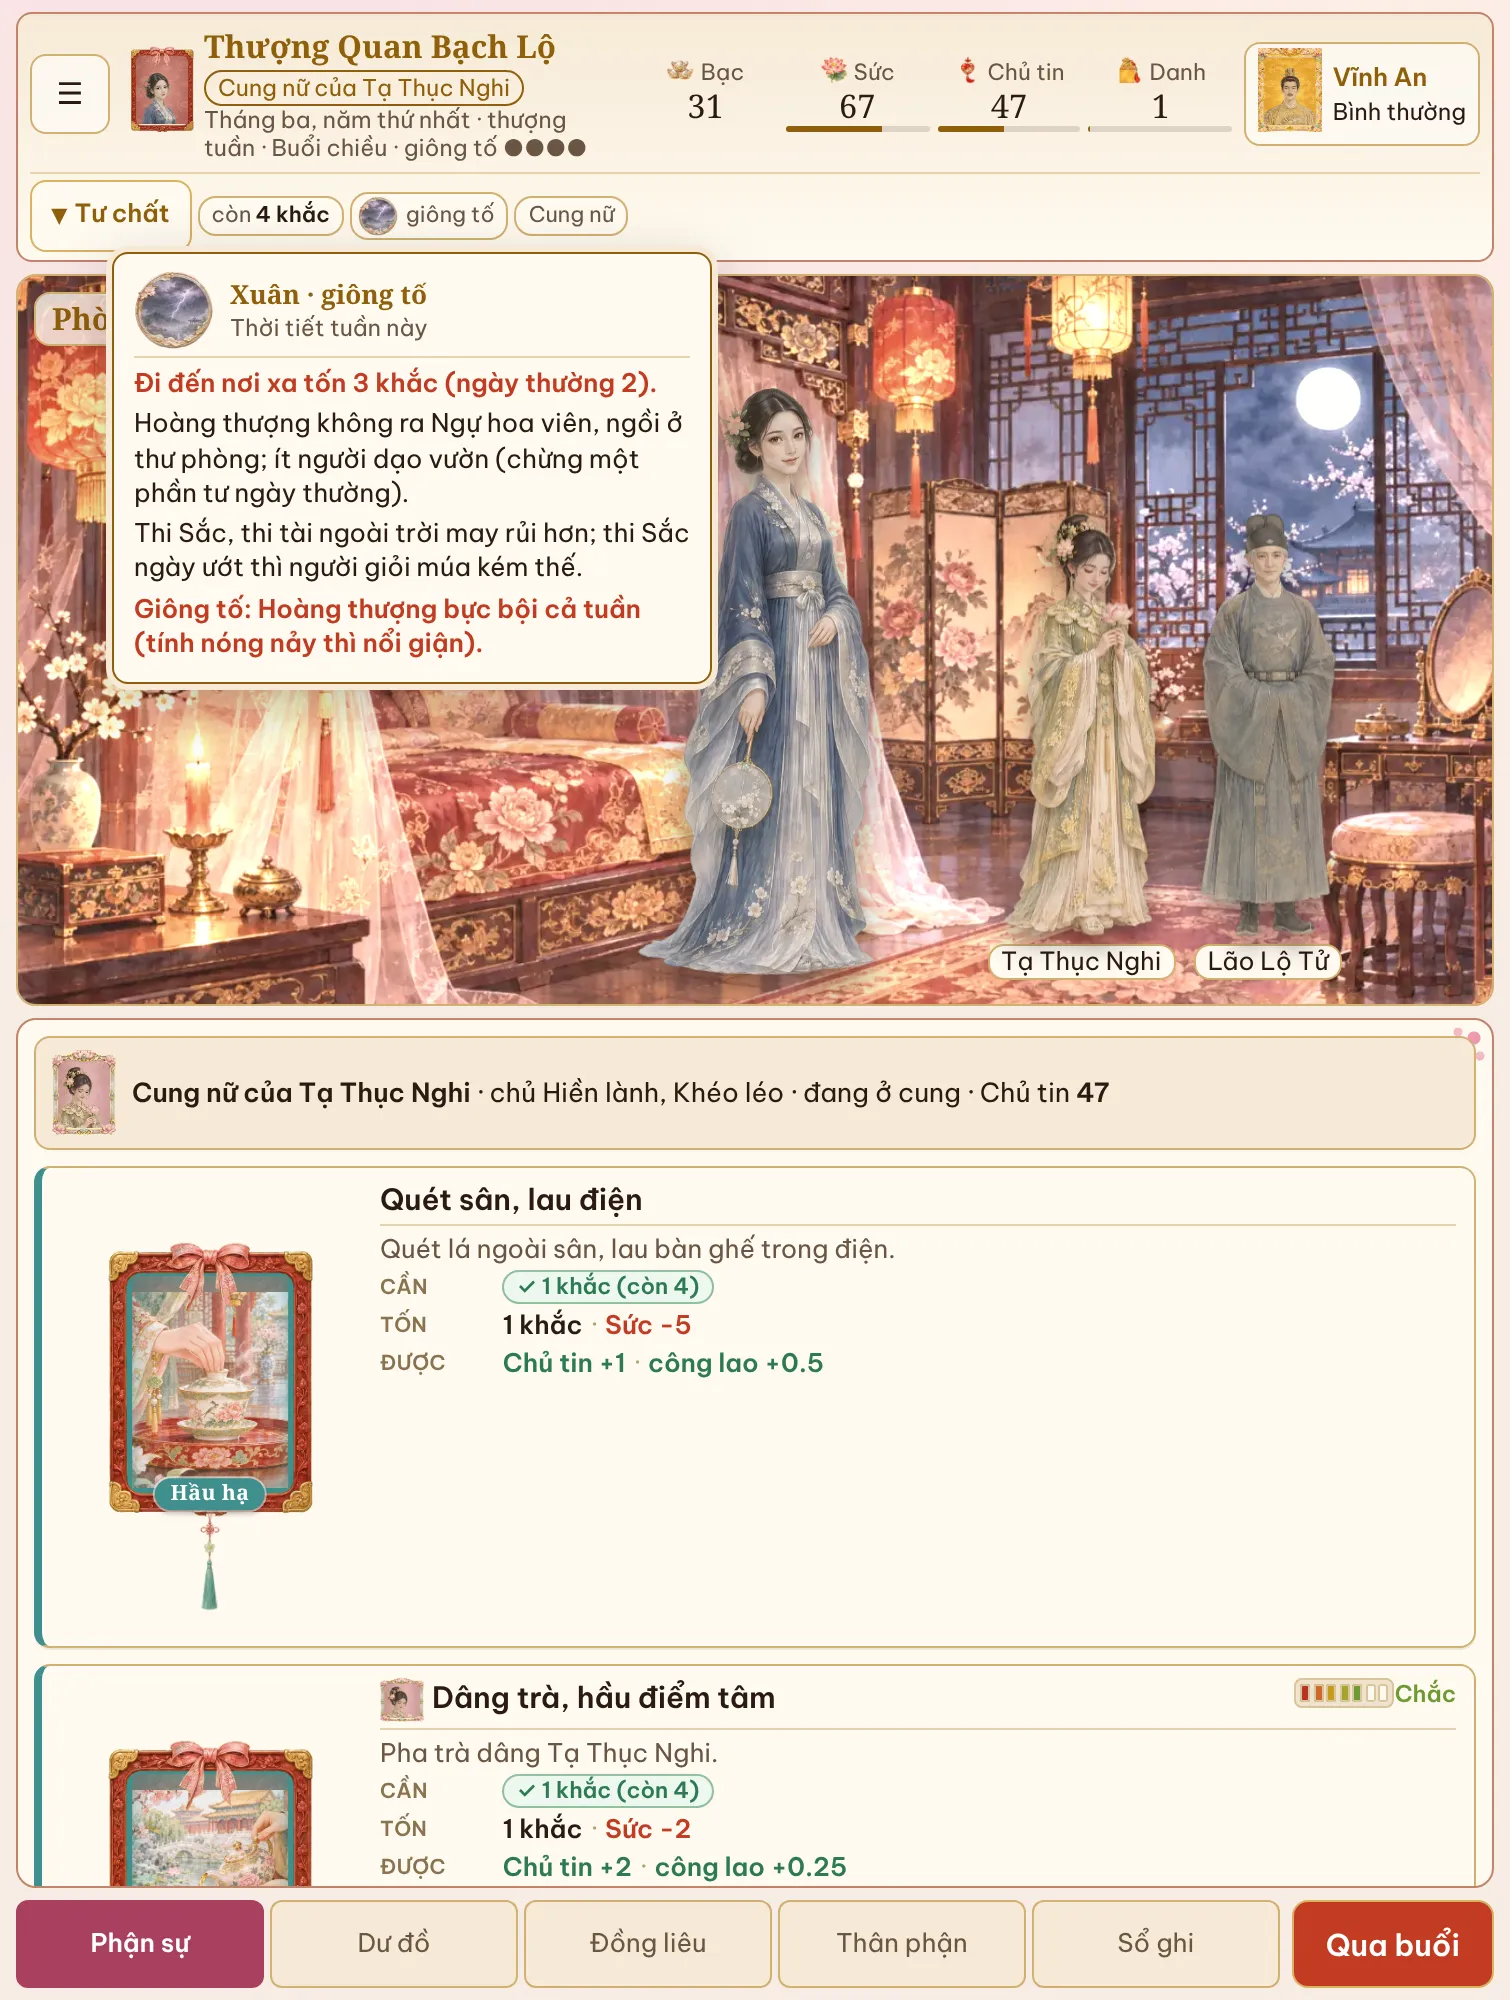 ☰
Thượng Quan Bạch Lộ
Cung nữ của Tạ Thục Nghi
Tháng ba, năm thứ nhất · thượng
tuần · Buổi chiều · giông tố ●●●●
Bạc
31
Sức
67
Chủ tin
47
Danh
1
Vĩnh An
Bình thường
▼ Tư chất
còn 4 khắc
giông tố
Cung nữ
Phò
Xuân · giông tố
Thời tiết tuần này
Đi đến nơi xa tốn 3 khắc (ngày thường 2).
Hoàng thượng không ra Ngự hoa viên, ngồi ở
thư phòng; ít người dạo vườn (chừng một
phần tư ngày thường).
Thi Sắc, thi tài ngoài trời may rủi hơn; thi Sắc
ngày ướt thì người giỏi múa kém thế.
Giông tố: Hoàng thượng bực bội cả tuần
(tính nóng nảy thì nổi giận).
Tạ Thục Nghi
Lão Lộ Tử
Cung nữ của Tạ Thục Nghi · chủ Hiền lành, Khéo léo · đang ở cung · Chủ tin 47
Quét sân, lau điện
Quét lá ngoài sân, lau bàn ghế trong điện.
CẦN ✓ 1 khắc (còn 4)
TỐN 1 khắc · Sức -5
ĐƯỢC Chủ tin +1 · công lao +0.5
Hầu hạ
Dâng trà, hầu điểm tâm
Chắc
Pha trà dâng Tạ Thục Nghi.
CẦN ✓ 1 khắc (còn 4)
TỐN 1 khắc · Sức -2
ĐƯỢC Chủ tin +2 · công lao +0.25
Phận sự
Dư đồ
Đồng liêu
Thân phận
Sổ ghi
Qua buổi